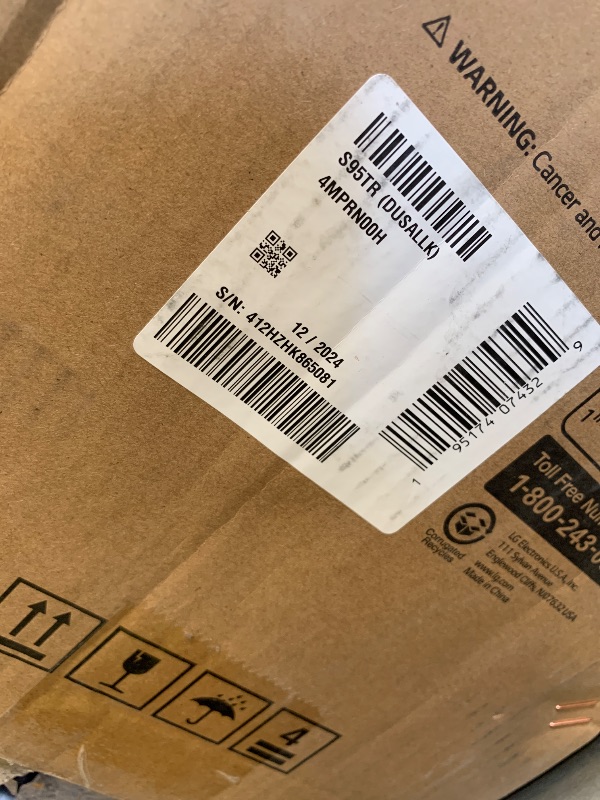 WARNING: Cancer and
S95TR (DUSALLK)
4MPRN00H
12 / 2024
S/N: 412HZHK865081
1 95174 07432 9
Toll Free Num
1-800-243-0
Corrugated
Recycles
LG Electronics U.S.A., Inc.
111 Sylvan Avenue
Englewood Cliffs, NJ 07632 USA
www.lg.com
Made in China
4